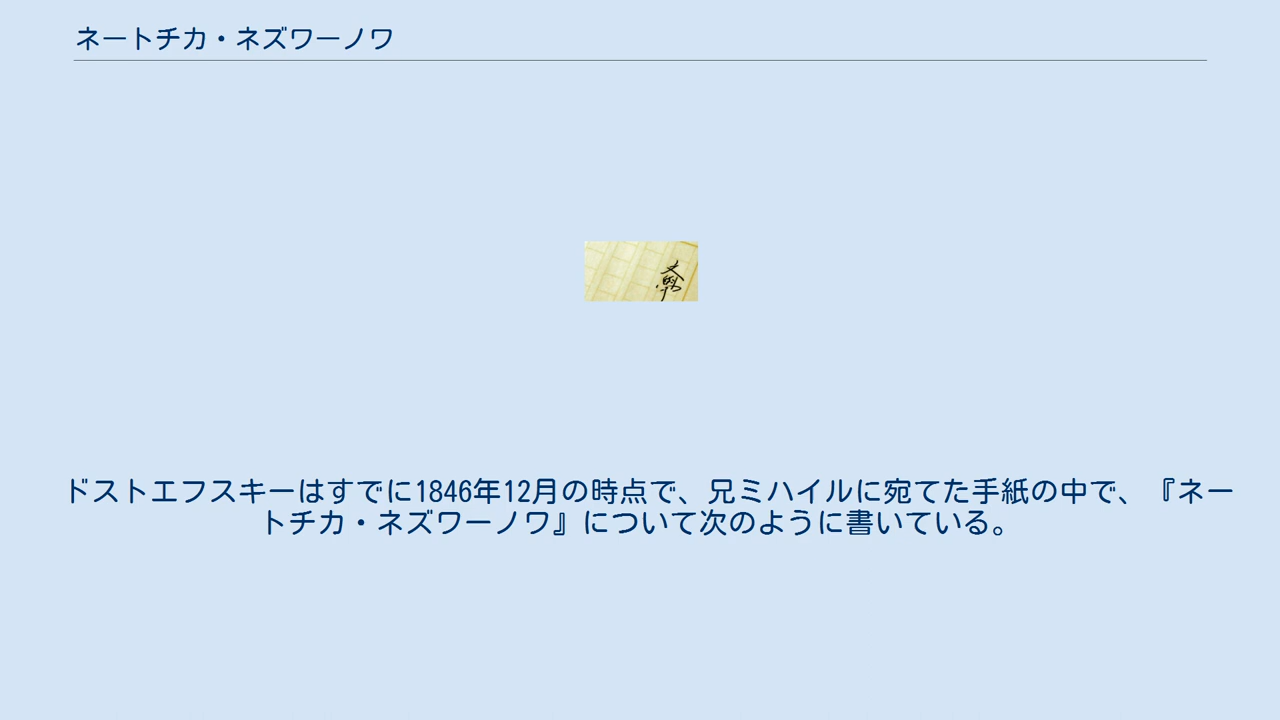 ネートチカ・ネズワーノワ
ドストエフスキーはすでに1846年12月の時点で、兄ミハイルに宛てた手紙の中で、『ネー
トチカ・ネズワーノワ』について次のように書いている。